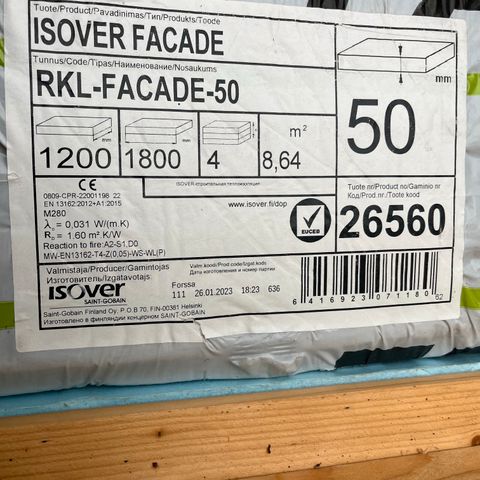 Tuote/Product/Pavadinimas/Тип/Produkts/Toode
ISOVER FACADE
Tunnus/Code/Tipas/Наименование/Nosaukums
RKL-FACADE-50
mm
50
1200
1800
4
m²
8,64
ISOVER строительная теплоизоляция
CE
0809-CPR-22001198 22
EN 13162:2012+A1:2015
M280
λD = 0,031 W/(m.K)
RD = 1.60 m².K/W
Reaction to fire:A2-S1,D0
MW-EN13162-T4-Z(0,05)-WS-WL(P)
www.isover.fi/dop
EUCEB
Tuote nr/Product no/Gaminio nr
Код/Prod.nr./Toote kood
26560
Valmistaja/Producer/Gamintojas
Изготовитель/Izgatavotajs:
isover
SAINT-GOBAIN
Valm.koodi/Prod code/Izgat.kods
Дата изготовления и номер партии
Forssa
111 26.01.2023 18:23 636
Saint-Gobain Finland Oy, P.O.B 70, FIN-00381 Helsinki
Изготовлено в финляндии концерном SAINT-GOBAIN
6 416923 071180 62